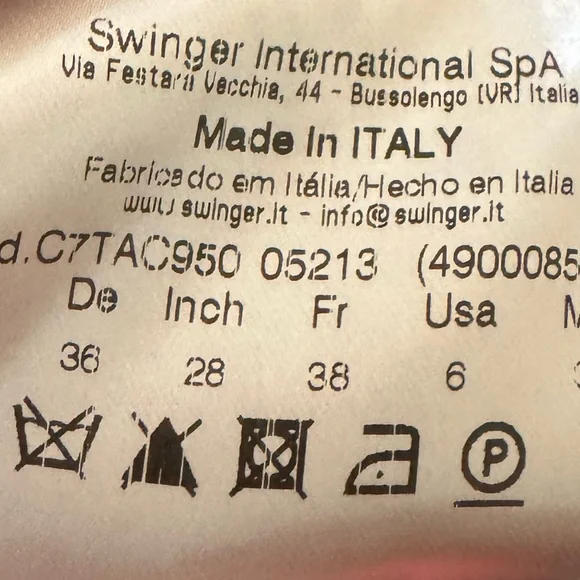 Swinger International SpA
Via Festara Vecchia, 44 - Bussolengo (VR) Italia
Made In ITALY
Fabricado em Itália/Hecho en Italia
www swinger.it - info@swinger.it
d.C7TAC950 05213 (4900085
De Inch Fr Usa
36 28 38 6
P